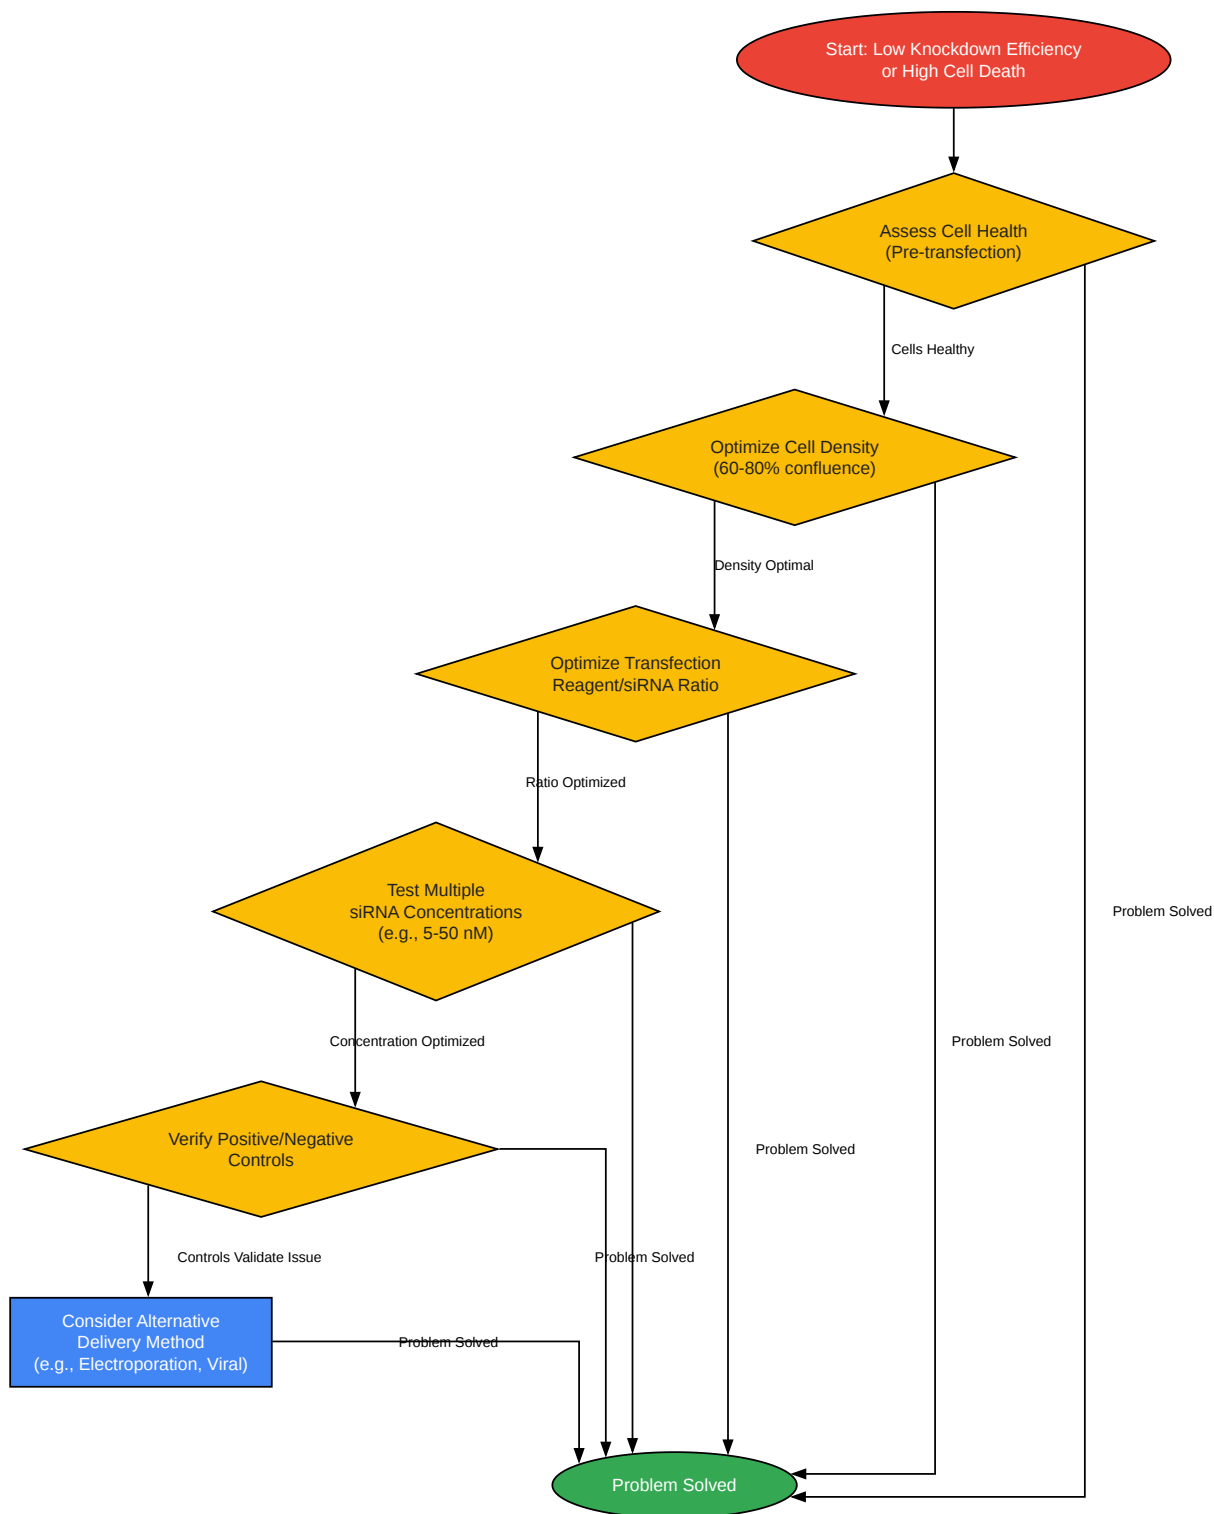 Start: Low Knockdown Efficiency
or High Cell Death
Assess Cell Health
(Pre-transfection)
Cells Healthy
Optimize Cell Density
(60-80% confluence)
Density Optimal
Optimize Transfection
Reagent/siRNA Ratio
Ratio Optimized
Test Multiple
siRNA Concentrations
(e.g., 5-50 nM)
Problem Solved
Concentration Optimized
Problem Solved
Verify Positive/Negative
Controls
Problem Solved
Controls Validate Issue
Problem Solved
Consider Alternative
Delivery Method
(e.g., Electroporation, Viral)
Problem Solved
Problem Solved